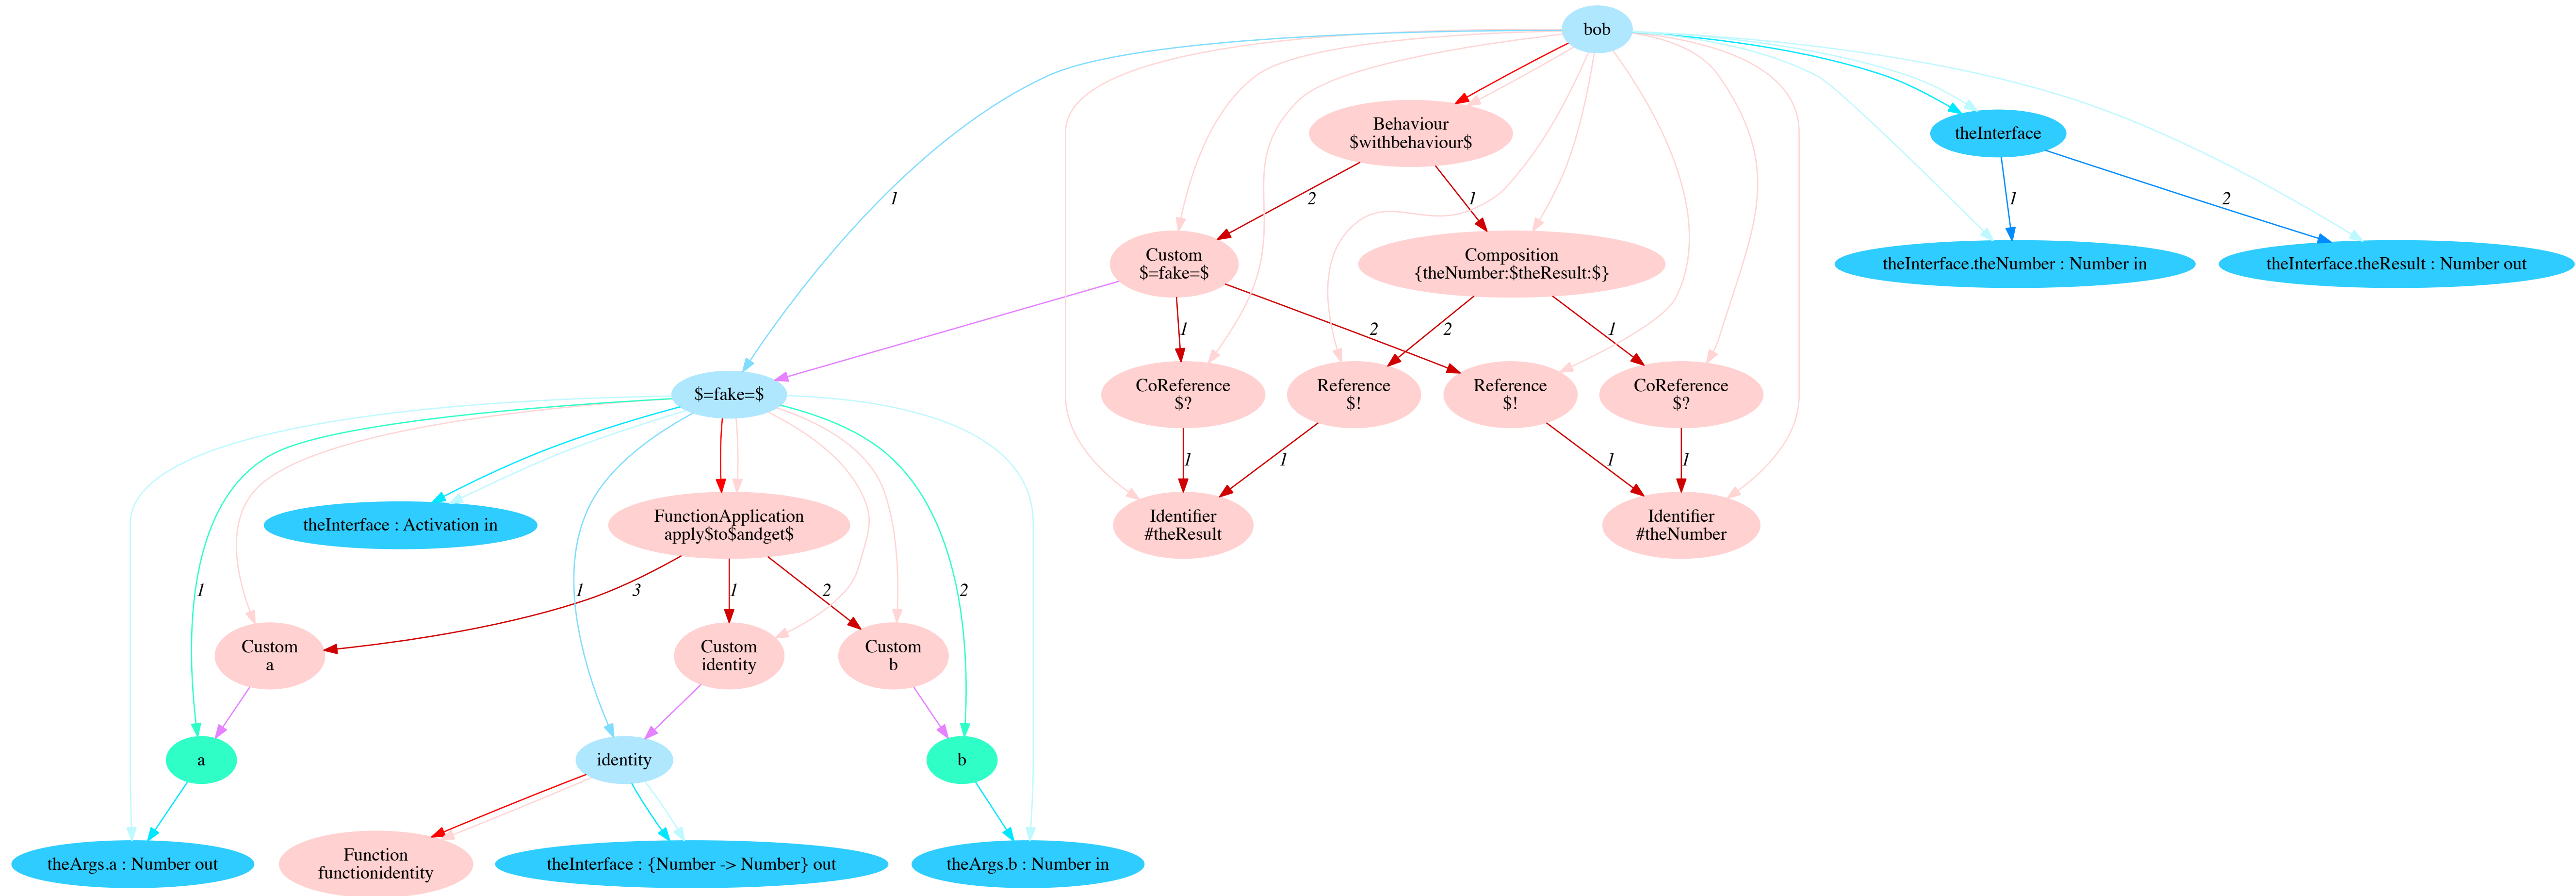 bob
Behaviour
$withbehaviour$
theInterface
1
2
1
1
2
Custom
$=fake=$
Composition
{theNumber:$theResult:$}
theInterface.theNumber : Number in
theInterface.theResult : Number out
1
2
2
1
$=fake=$
CoReference
$?
Reference
$!
Reference
$!
CoReference
$?
1
1
1
1
theInterface : Activation in
FunctionApplication
apply$to$andget$
Identifier
#theResult
Identifier
#theNumber
1
1
3
1
2
2
Custom
a
Custom
identity
Custom
b
a
identity
b
theArgs.a : Number out
Function
functionidentity
theInterface : {Number -> Number} out
theArgs.b : Number in